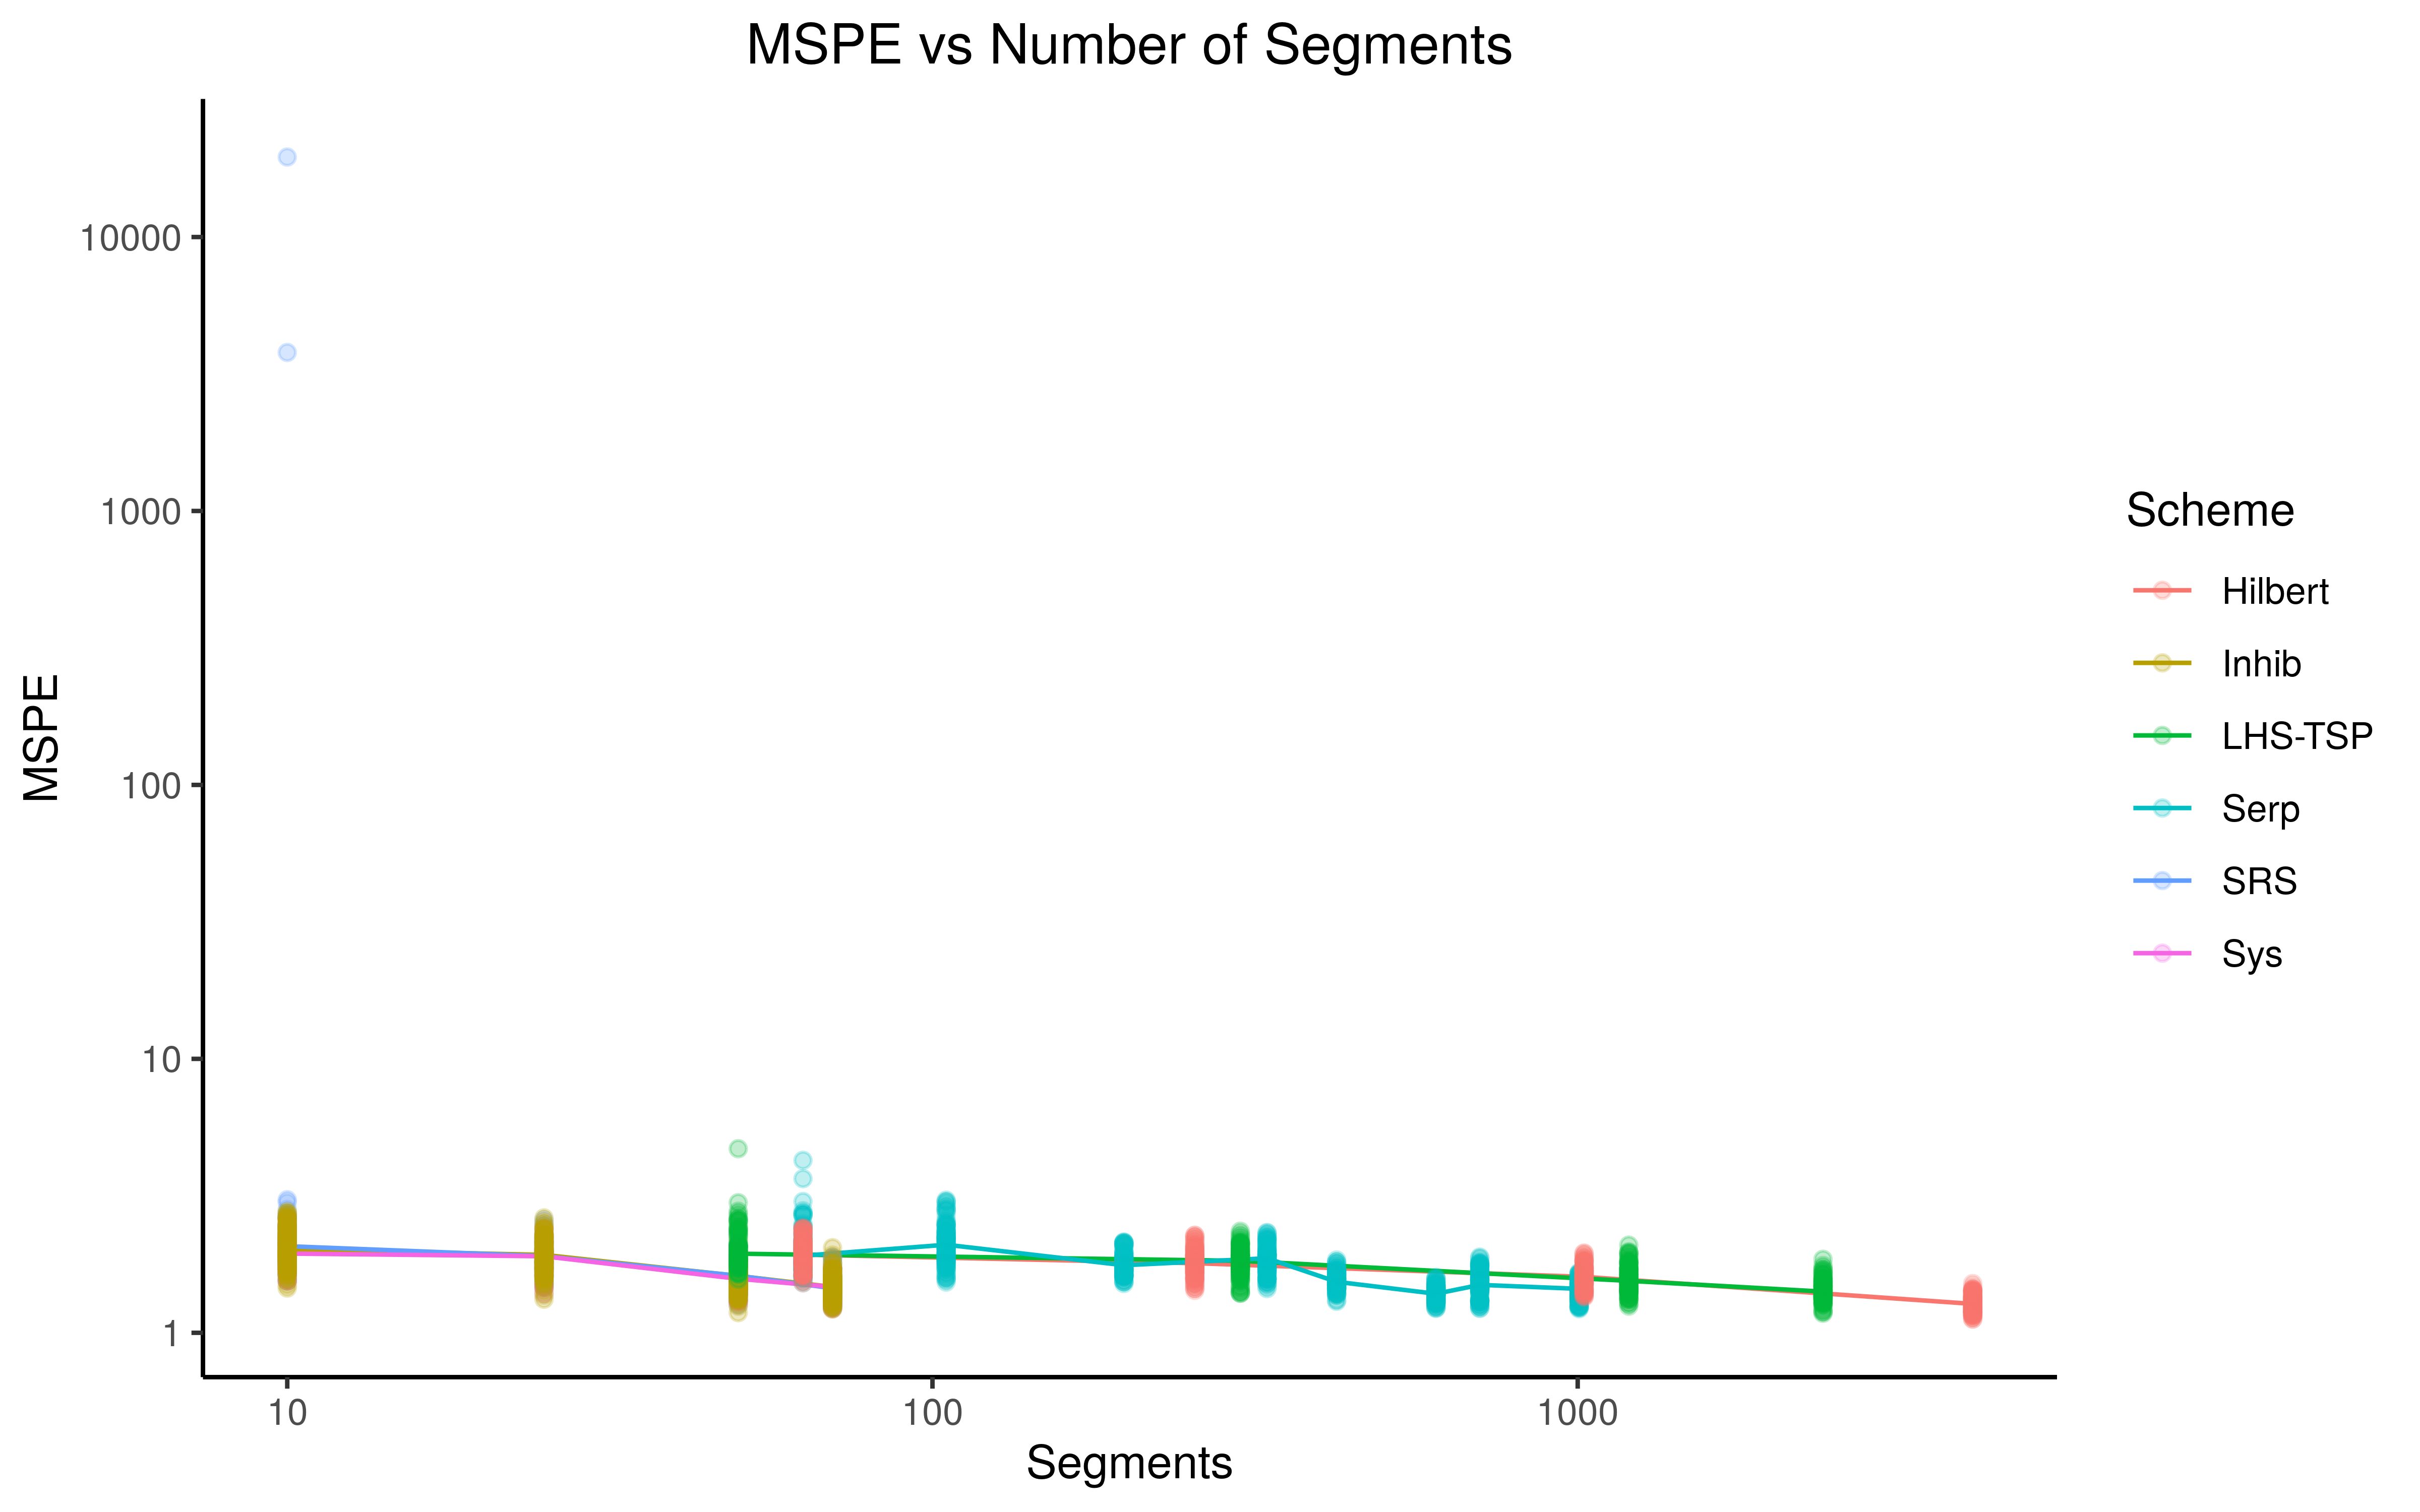 MSPE vs Number of Segments
MSPE
10000
1000
100
10
1
10
100
1000
Segments
Scheme
Hilbert
Inhib
LHS-TSP
Serp
SRS
Sys